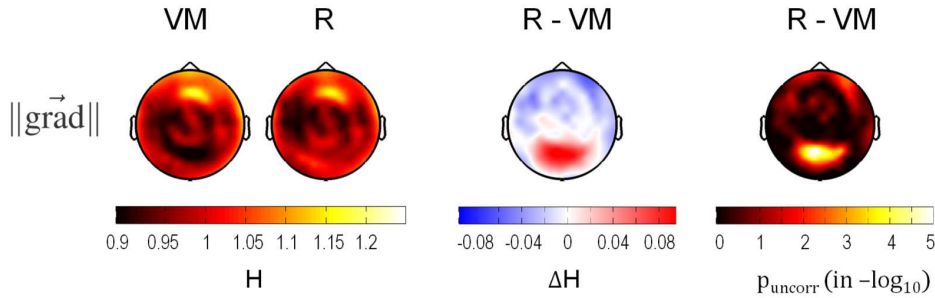 VM R R - VM R - VM
||grad||
0.9 0.95 1 1.05 1.1 1.15 1.2 -0.08 -0.04 0 0.04 0.08 0 1 2 3 4 5
H ΔH p_uncorr (in –log₁₀)